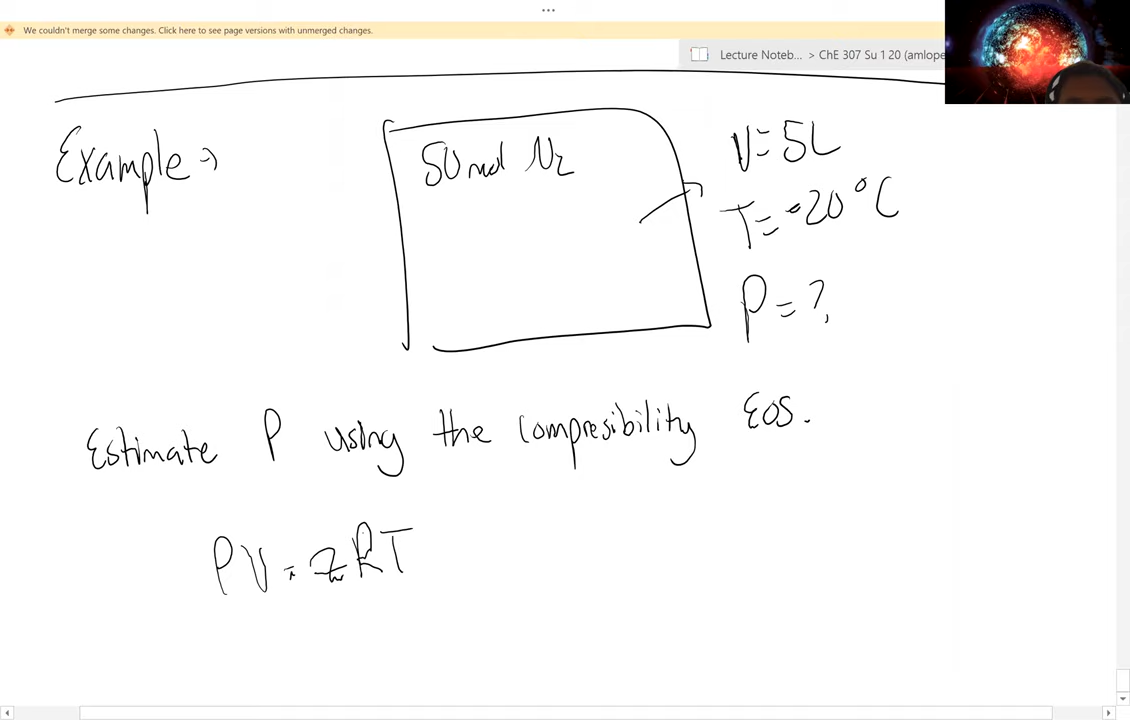 We couldn't merge some changes. Click here to see page versions with unmerged changes.
Lecture Noteb... > ChE 307 Su 1 20 (amlope
Example →
50 mol N₂
V = 5L
T = -20°C
P = ?
Estimate P using the compresibility EOS.
PV = zRT